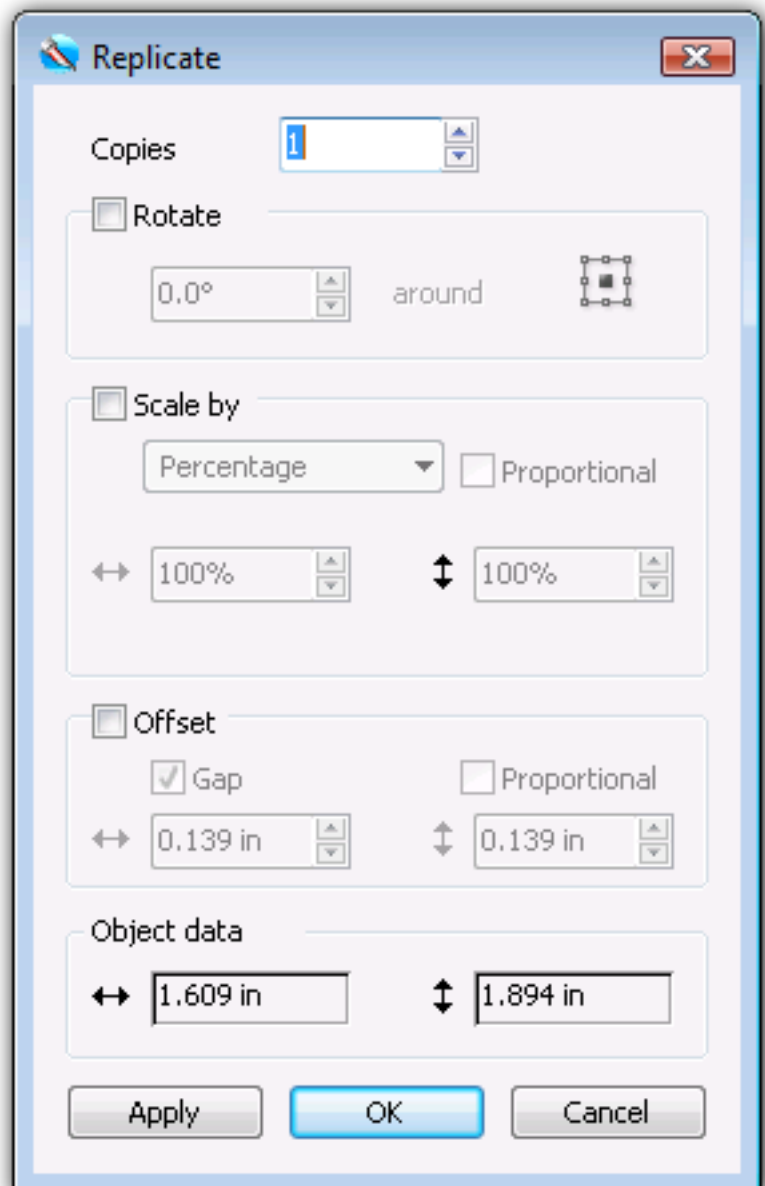 Replicate
Copies 1
Rotate
0.0° around
Scale by
Percentage Proportional
100% 100%
Offset
Gap Proportional
0.139 in 0.139 in
Object data
1.609 in 1.894 in
Apply OK Cancel